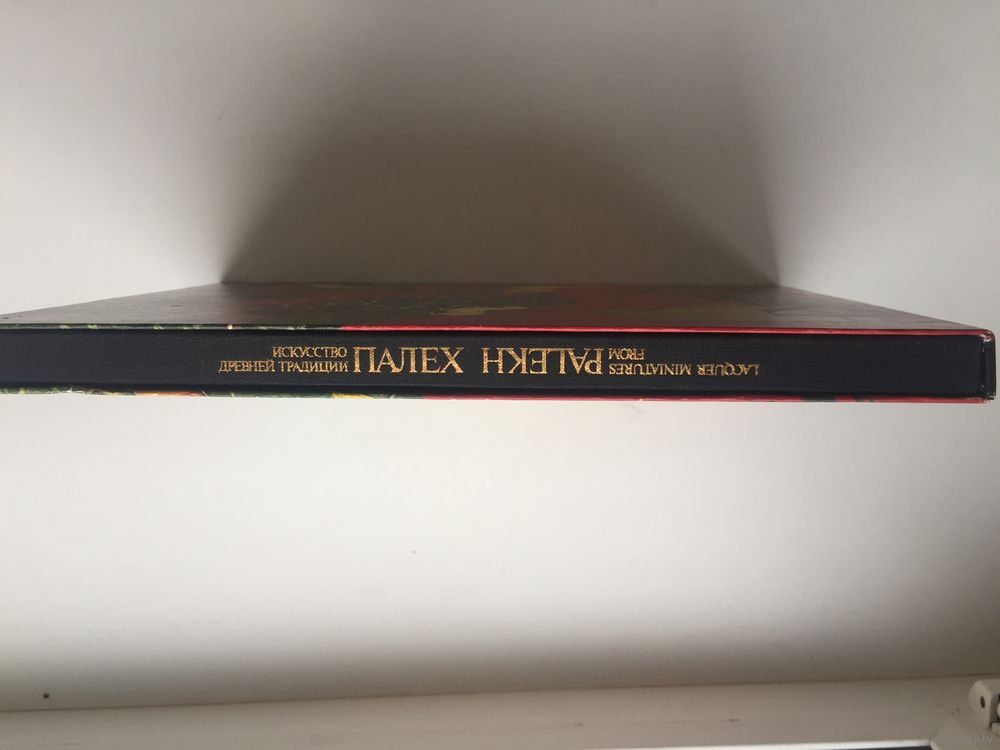 ИСКУССТВО
ДРЕВНЕЙ ТРАДИЦИИ
ПАЛЕХ
LACQUER MINIATURES
FROM
PALEKH